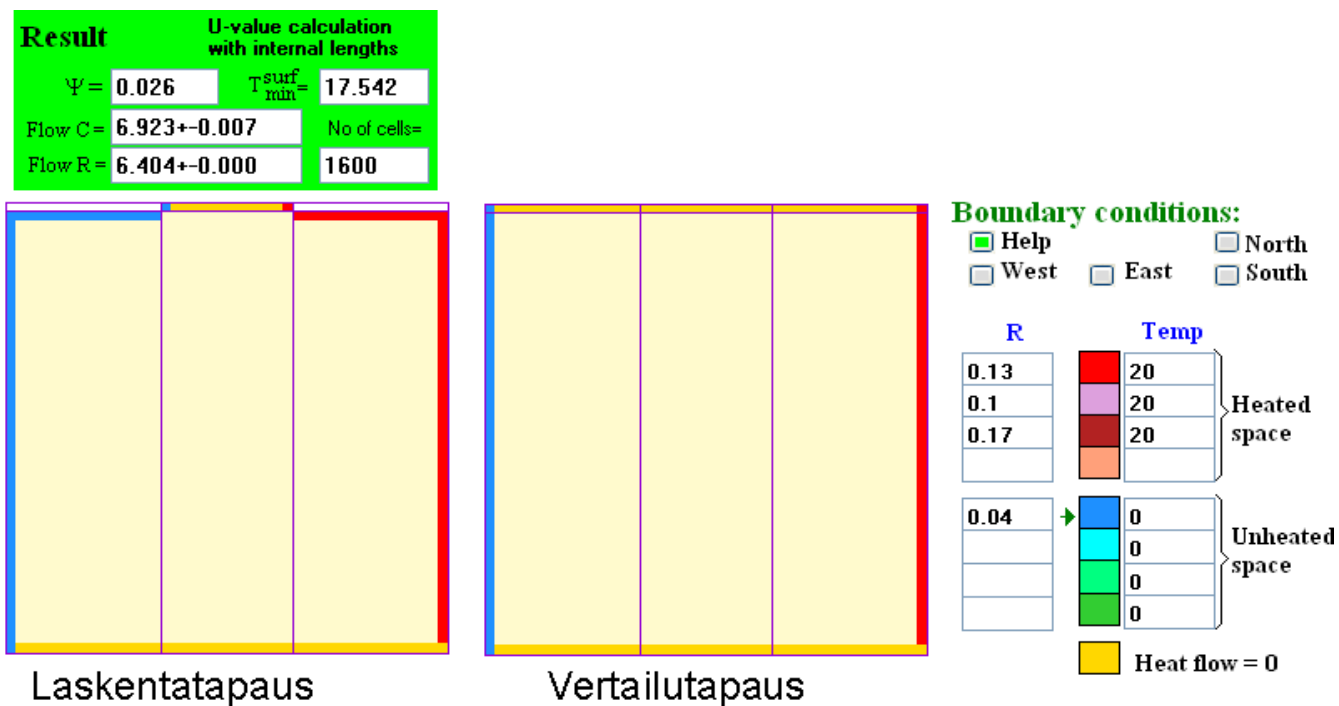 Result U-value calculation
with internal lengths
Ψ = 0.026 T surf min = 17.542
Flow C = 6.923+-0.007 No of cells=
Flow R = 6.404+-0.000 1600
Boundary conditions:
Help North
West East South
R Temp
0.13 20
0.1 20
0.17 20
Heated
space
0.04 0
0
0
0
Unheated
space
Heat flow = 0
Laskentatapaus Vertailutapaus